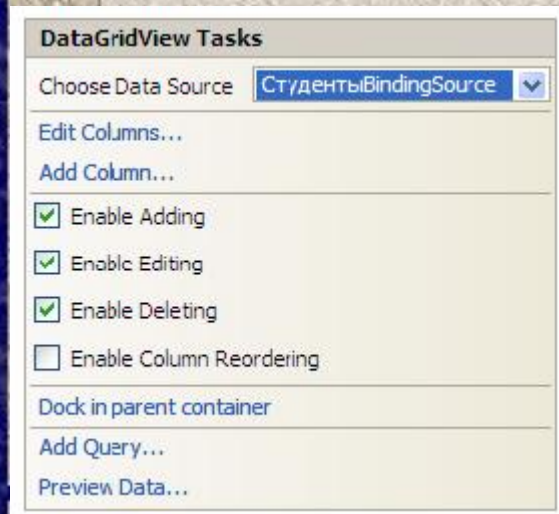 DataGridView Tasks
Choose Data Source СтудентыBindingSource
Edit Columns...
Add Column...
Enable Adding
Enable Editing
Enable Deleting
Enable Column Reordering
Dock in parent container
Add Query...
Preview Data...